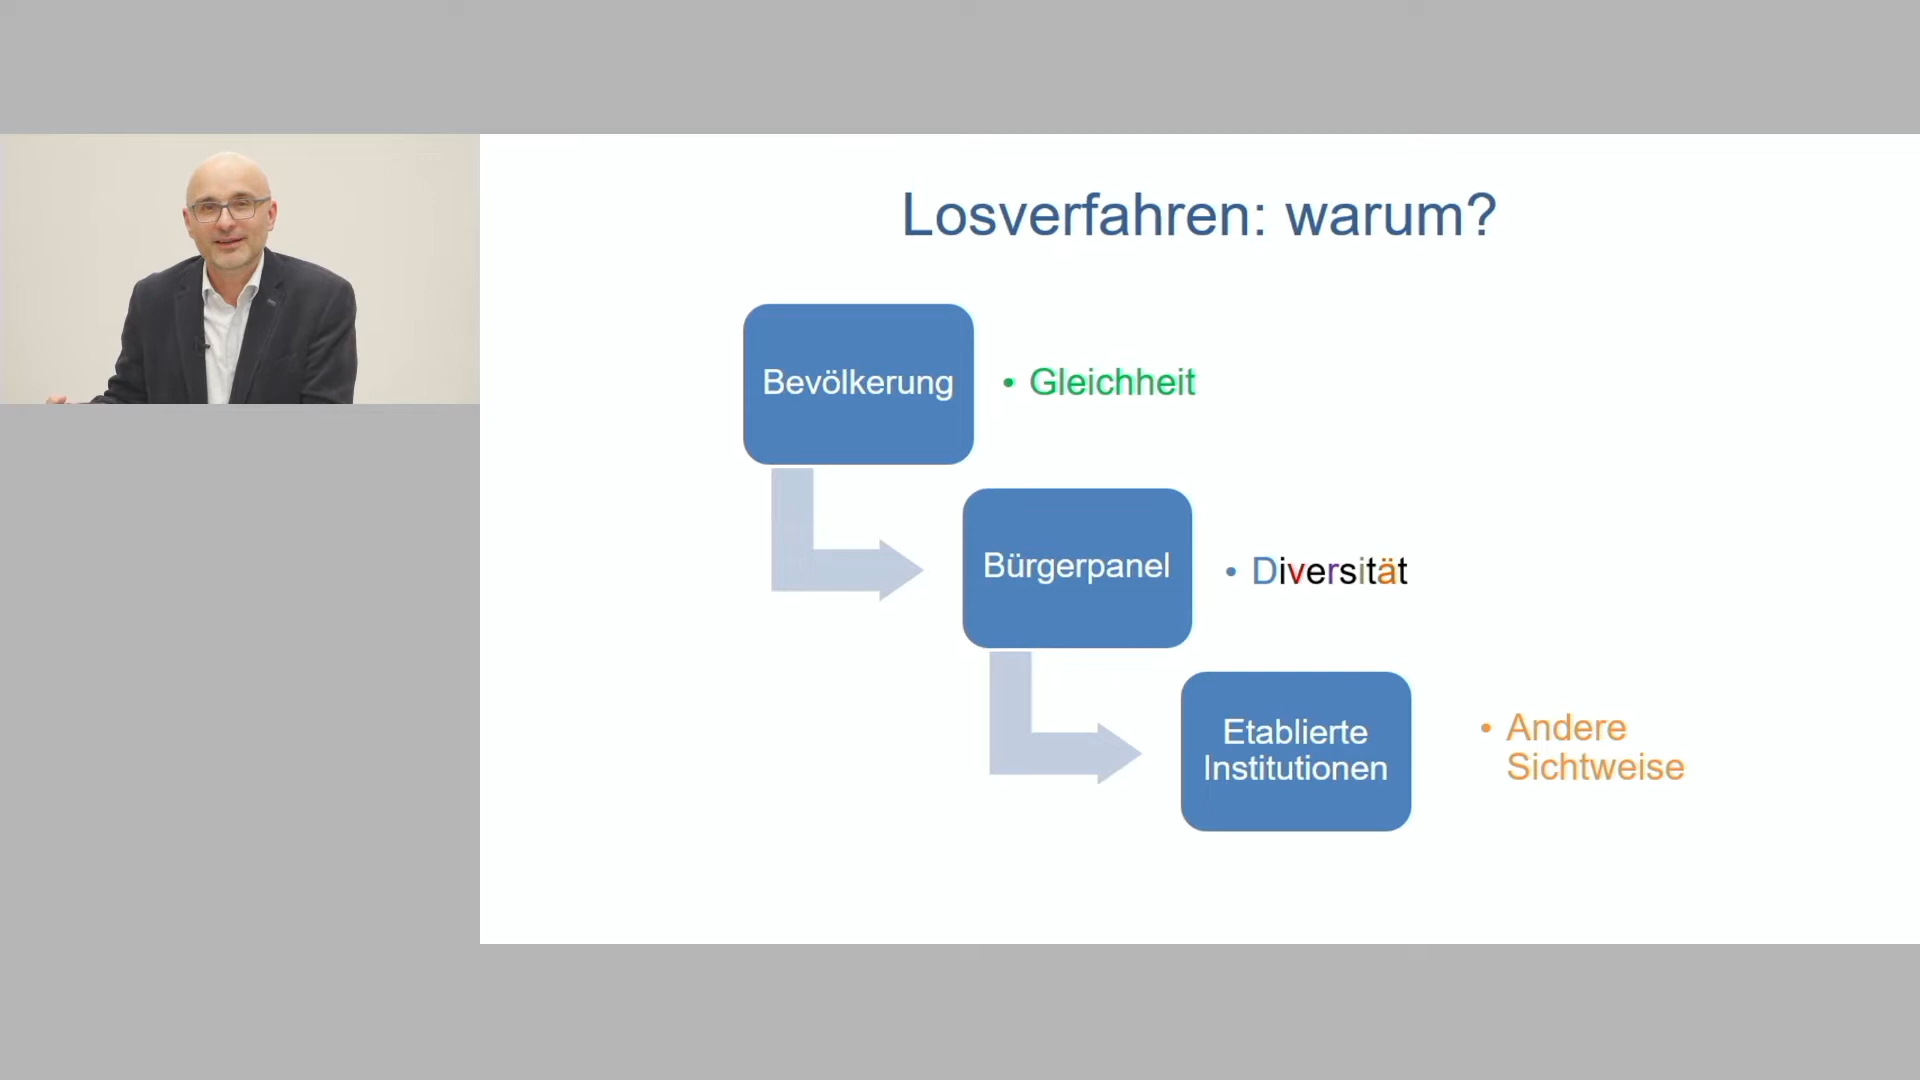 Losverfahren: warum?
Bevölkerung
• Gleichheit
Bürgerpanel
• Diversität
Etablierte
Institutionen
• Andere
Sichtweise